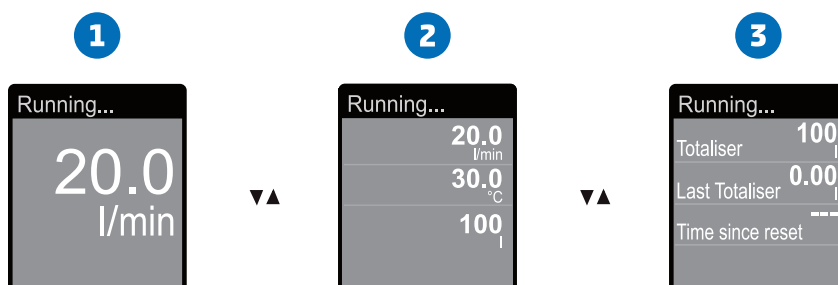 1
2
3
Running...
20.0
l/min
▼▲
Running...
20.0
l/min
30.0
°C
100
l
▼▲
Running...
Totaliser 100
l
Last Totaliser 0.00
l
Time since reset ---